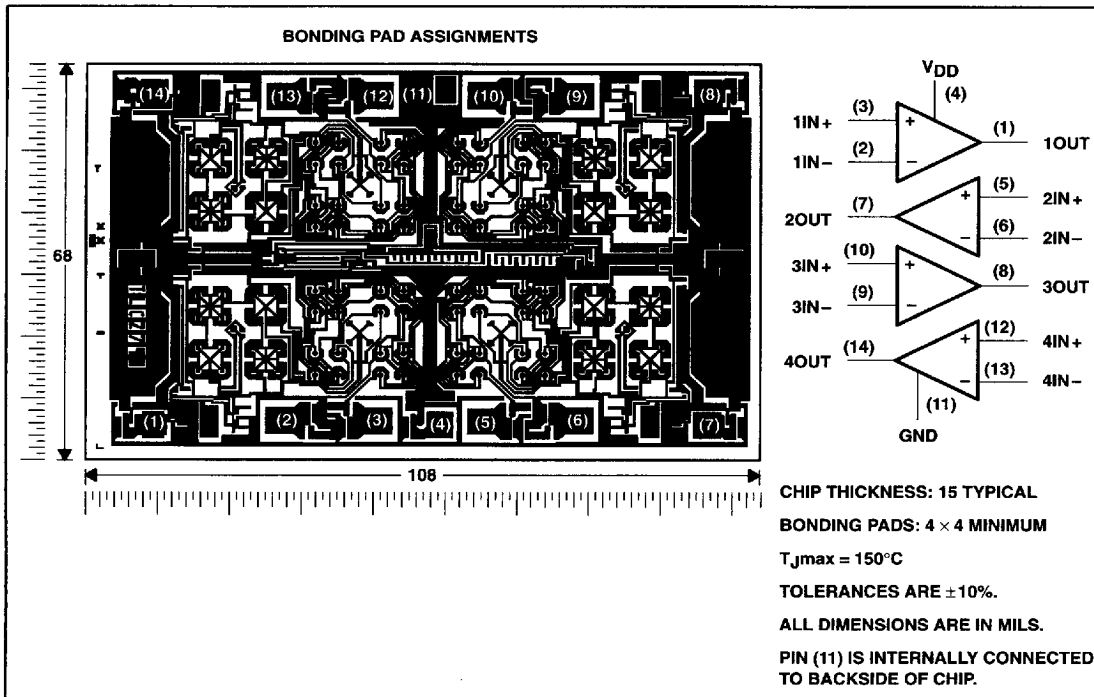 BONDING PAD ASSIGNMENTS
(14) (13) (12) (11) (10) (9) (8)
68
(1) (2) (3) (4) (5) (6) (7)
108
VDD
(4)
1IN+ (3) +
1IN− (2) −
(1) 1OUT
2OUT (7)
+ (5) 2IN+
− (6) 2IN−
3IN+ (10) +
3IN− (9) −
(8) 3OUT
4OUT (14)
+ (12) 4IN+
− (13) 4IN−
(11)
GND
CHIP THICKNESS: 15 TYPICAL
BONDING PADS: 4 × 4 MINIMUM
TJmax = 150°C
TOLERANCES ARE ±10%.
ALL DIMENSIONS ARE IN MILS.
PIN (11) IS INTERNALLY CONNECTED
TO BACKSIDE OF CHIP.